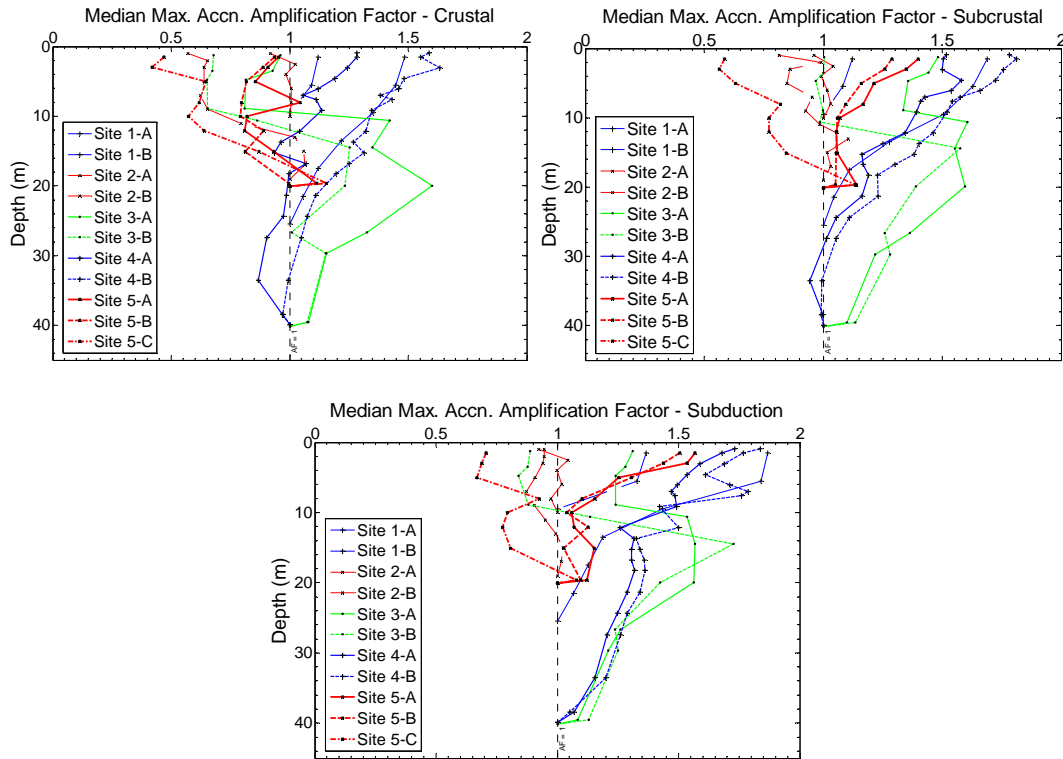 Median Max. Accn. Amplification Factor - Crustal
0 0.5 1 1.5 2
0
10
20
30
40
Depth (m)
Site 1-A
Site 1-B
Site 2-A
Site 2-B
Site 3-A
Site 3-B
Site 4-A
Site 4-B
Site 5-A
Site 5-B
Site 5-C
AF = 1
Median Max. Accn. Amplification Factor - Subcrustal
0 0.5 1 1.5 2
0
10
20
30
40
Depth (m)
Site 1-A
Site 1-B
Site 2-A
Site 2-B
Site 3-A
Site 3-B
Site 4-A
Site 4-B
Site 5-A
Site 5-B
Site 5-C
AF = 1
Median Max. Accn. Amplification Factor - Subduction
0 0.5 1 1.5 2
0
10
20
30
40
Depth (m)
Site 1-A
Site 1-B
Site 2-A
Site 2-B
Site 3-A
Site 3-B
Site 4-A
Site 4-B
Site 5-A
Site 5-B
Site 5-C
AF = 1